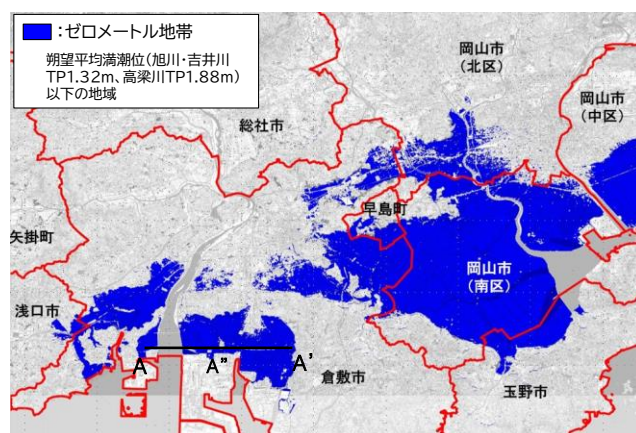 ：ゼロメートル地帯
朔望平均満潮位(旭川・吉井川
TP1.32m、高梁川TP1.88m)
以下の地域
岡山市
(北区)
岡山市
(中区)
総社市
早島町
矢掛町
岡山市
(南区)
浅口市
A
A"
A'
倉敷市
玉野市